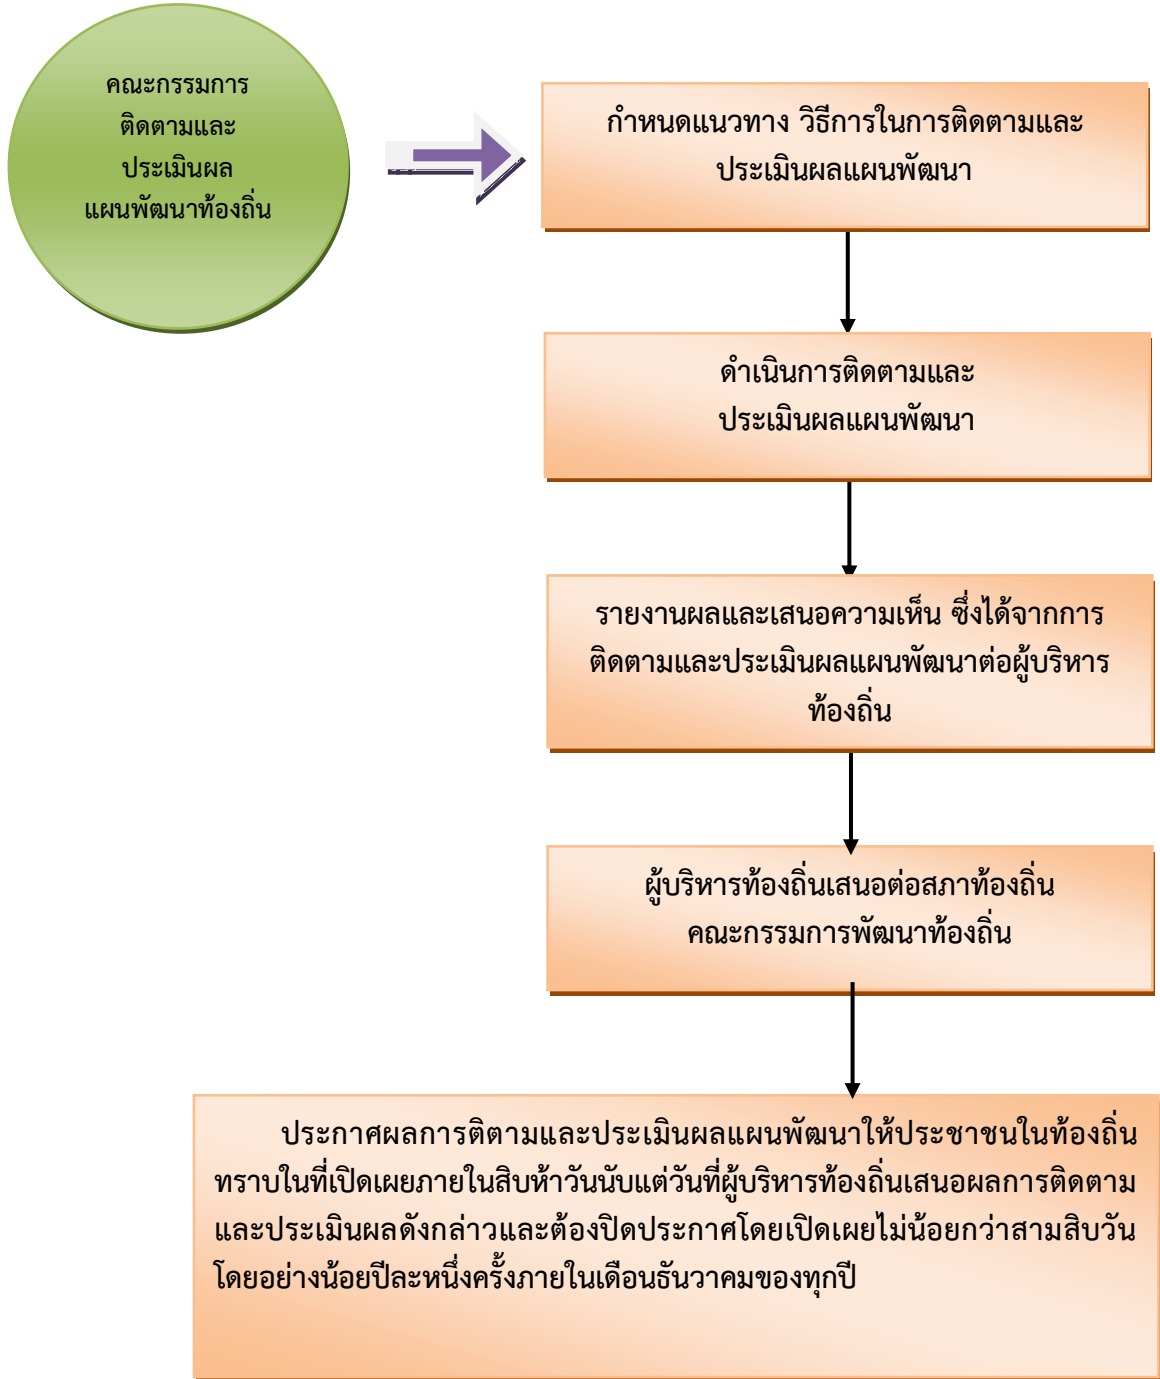 คณะกรรมการ
ติดตามและ
ประเมินผล
แผนพัฒนาท้องถิ่น
กำหนดแนวทาง วิธีการในการติดตามและ
ประเมินผลแผนพัฒนา
ดำเนินการติดตามและ
ประเมินผลแผนพัฒนา
รายงานผลและเสนอความเห็น ซึ่งได้จากการ
ติดตามและประเมินผลแผนพัฒนาต่อผู้บริหาร
ท้องถิ่น
ผู้บริหารท้องถิ่นเสนอต่อสภาท้องถิ่น
คณะกรรมการพัฒนาท้องถิ่น
ประกาศผลการติตามและประเมินผลแผนพัฒนาให้ประชาชนในท้องถิ่น
ทราบในที่เปิดเผยภายในสิบห้าวันนับแต่วันที่ผู้บริหารท้องถิ่นเสนอผลการติดตาม
และประเมินผลดังกล่าวและต้องปิดประกาศโดยเปิดเผยไม่น้อยกว่าสามสิบวัน
โดยอย่างน้อยปีละหนึ่งครั้งภายในเดือนธันวาคมของทุกปี